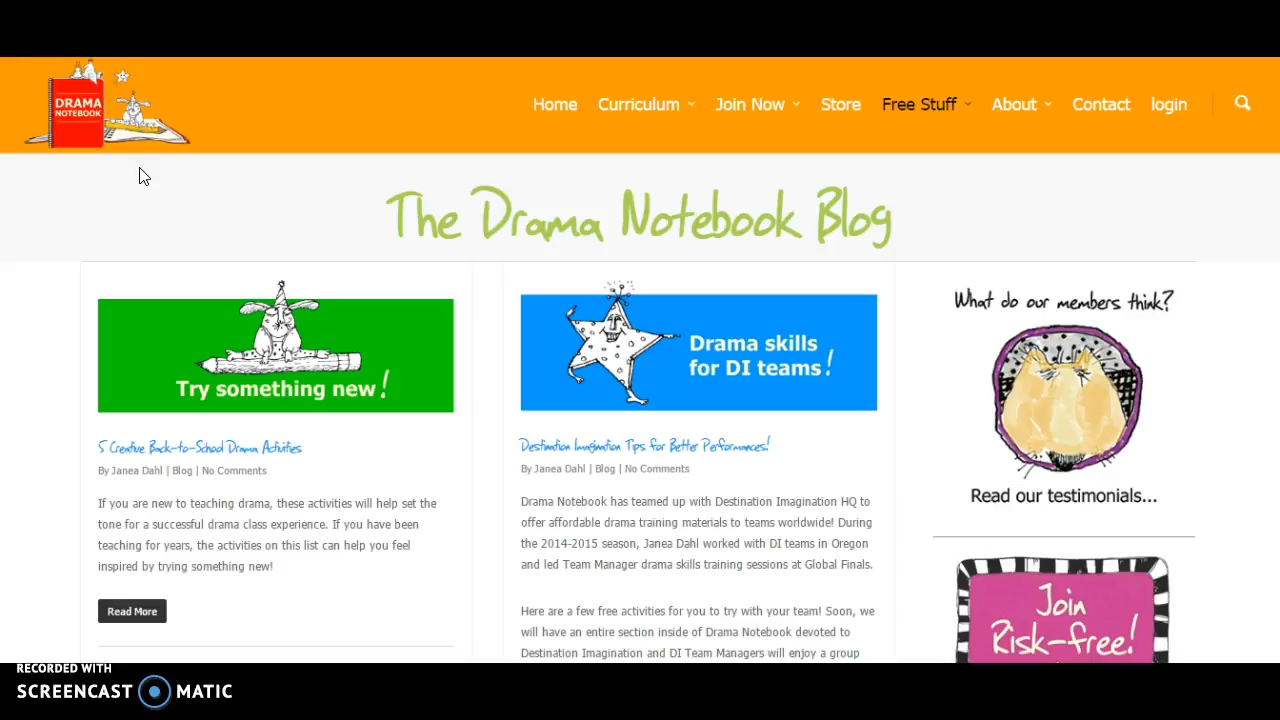 DRAMA
NOTEBOOK
Home Curriculum Join Now Store Free Stuff About Contact login
The Drama Notebook Blog
Try something new!
5 Creative Back-to-School Drama Activities
By Janea Dahl | Blog | No Comments
If you are new to teaching drama, these activities will help set the
tone for a successful drama class experience. If you have been
teaching for years, the activities on this list can help you feel
inspired by trying something new!
Read More
Drama skills
for DI teams!
Destination Imagination Tips for Better Performances!
By Janea Dahl | Blog | No Comments
Drama Notebook has teamed up with Destination Imagination HQ to
offer affordable drama training materials to teams worldwide! During
the 2014-2015 season, Janea Dahl worked with DI teams in Oregon
and led Team Manager drama skills training sessions at Global Finals.
Here are a few free activities for you to try with your team! Soon, we
will have an entire section inside of Drama Notebook devoted to
Destination Imagination and DI Team Managers will enjoy a group
What do our members think?
Read our testimonials...
Join
Risk-free!
RECORDED WITH
SCREENCAST MATIC